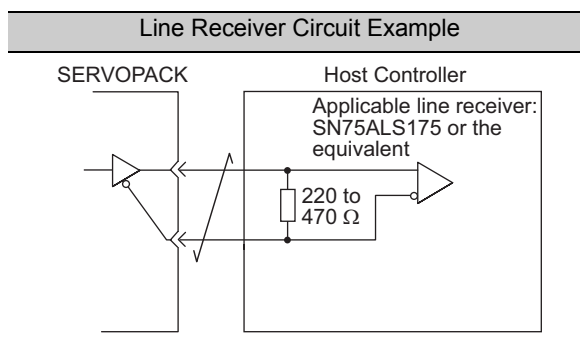 Line Receiver Circuit Example
SERVOPACK
Host Controller
Applicable line receiver:
SN75ALS175 or the
equivalent
220 to
470 Ω